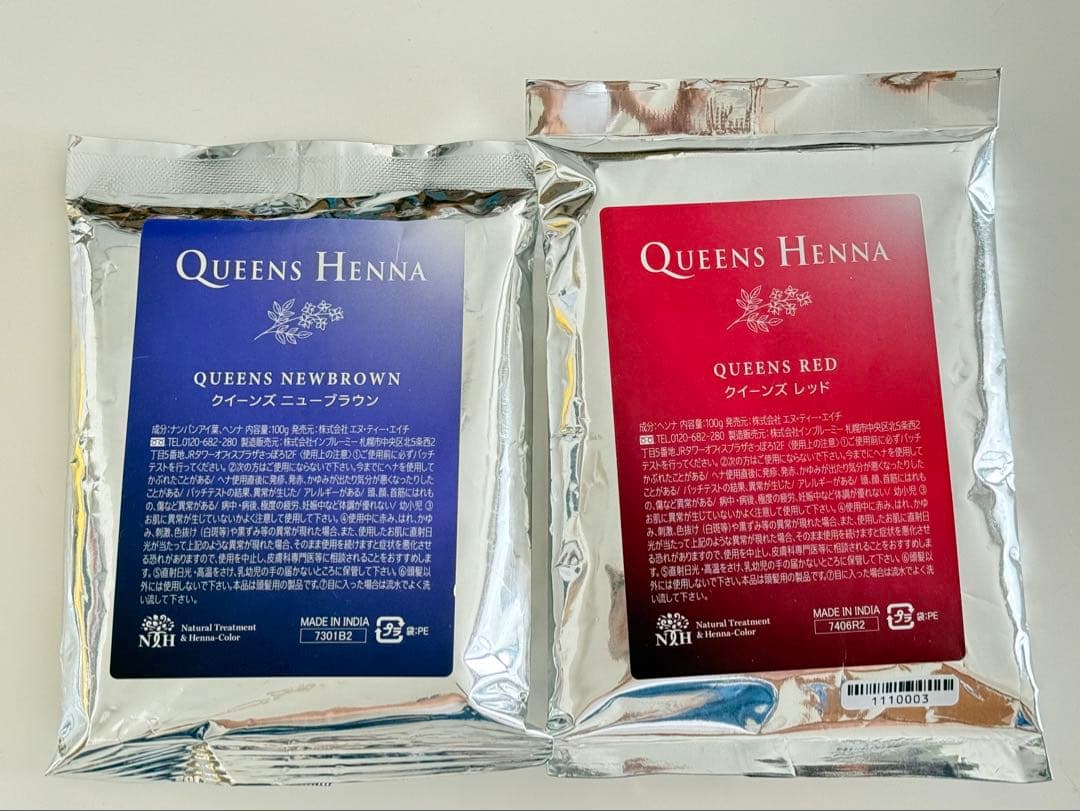 QUEENS HENNA
QUEENS NEWBROWN
クイーンズ ニューブラウン
成分:ナンバンアイ葉、ヘンナ 内容量:100g 発売元:株式会社 エヌ・ティー・エイチ
TEL.0120-682-280 製造販売元:株式会社インブルーミー 札幌市中央区北5条西2
丁目5番地JRタワーオフィスプラザさっぽろ12F 〈使用上の注意〉①ご使用前に必ずパッチ
テストを行ってください。②次の方はご使用にならないで下さい。今までにヘナを使用して
かぶれたことがある/ ヘナ使用直後に発疹、発赤、かゆみが出たり気分が悪くなったりした
ことがある/ パッチテストの結果、異常が生じた/ アレルギーがある/ 頭、顔、首筋にはれも
の、傷など異常がある/ 病中・病後、極度の疲労、妊娠中など体調が優れない/ 幼小児 ③
お肌に異常が生じていないかよく注意して使用して下さい。④使用中に赤み、はれ、かゆ
み、刺激、色抜け（白斑等）や黒ずみ等の異常が現れた場合、また、使用したお肌に直射日
光が当たって上記のような異常が現れた場合、そのまま使用を続けますと症状を悪化させ
る恐れがありますので、使用を中止し、皮膚科専門医等に相談されることをおすすめしま
す。⑤直射日光・高温をさけ、乳幼児の手の届かないところに保管して下さい。⑥頭髪以
外には使用しないで下さい。本品は頭髪用の製品です。⑦目に入った場合は流水でよく洗
い流して下さい。
NTH Natural Treatment
& Henna-Color
MADE IN INDIA
7301B2
プラ 袋:PE
QUEENS HENNA
QUEENS RED
クイーンズ レッド
成分:ヘンナ 内容量:100g 発売元:株式会社 エヌ・ティー・エイチ
TEL.0120-682-280 製造販売元:株式会社インブルーミー 札幌市中央区北5条西2
丁目5番地JRタワーオフィスプラザさっぽろ12F 〈使用上の注意〉①ご使用前に必ずパッチ
テストを行ってください。②次の方はご使用にならないで下さい。今までにヘナを使用して
かぶれたことがある/ ヘナ使用直後に発疹、発赤、かゆみが出たり気分が悪くなったりした
ことがある/ パッチテストの結果、異常が生じた/ アレルギーがある/ 頭、顔、首筋にはれも
の、傷など異常がある/ 病中・病後、極度の疲労、妊娠中など体調が優れない/ 幼小児 ③
お肌に異常が生じていないかよく注意して使用して下さい。④使用中に赤み、はれ、かゆ
み、刺激、色抜け（白斑等）や黒ずみ等の異常が現れた場合、また、使用したお肌に直射日
光が当たって上記のような異常が現れた場合、そのまま使用を続けますと症状を悪化させ
る恐れがありますので、使用を中止し、皮膚科専門医等に相談されることをおすすめしま
す。⑤直射日光・高温をさけ、乳幼児の手の届かないところに保管して下さい。⑥頭髪以
外には使用しないで下さい。本品は頭髪用の製品です。⑦目に入った場合は流水でよく洗
い流して下さい。
NTH Natural Treatment
& Henna-Color
MADE IN INDIA
7406R2
プラ 袋:PE
1110003